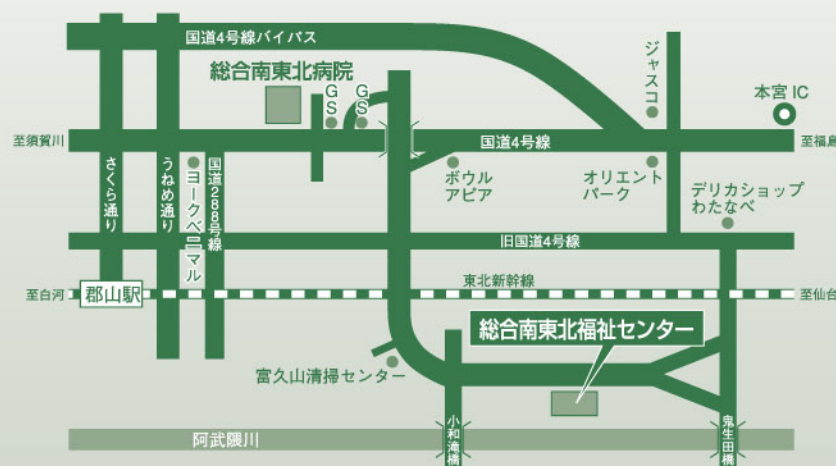 国道4号線バイパス
総合南東北病院
GS
GS
ジャスコ
本宮 IC
至須賀川
国道4号線
至福島
さくら通り
うねめ通り
ヨークベニマル
国道288号線
ボウル
アピア
オリエント
パーク
デリカショップ
わたなべ
旧国道4号線
東北新幹線
至白河
郡山駅
至仙台
総合南東北福祉センター
富久山清掃センター
小和滝橋
鬼生田橋
阿武隈川